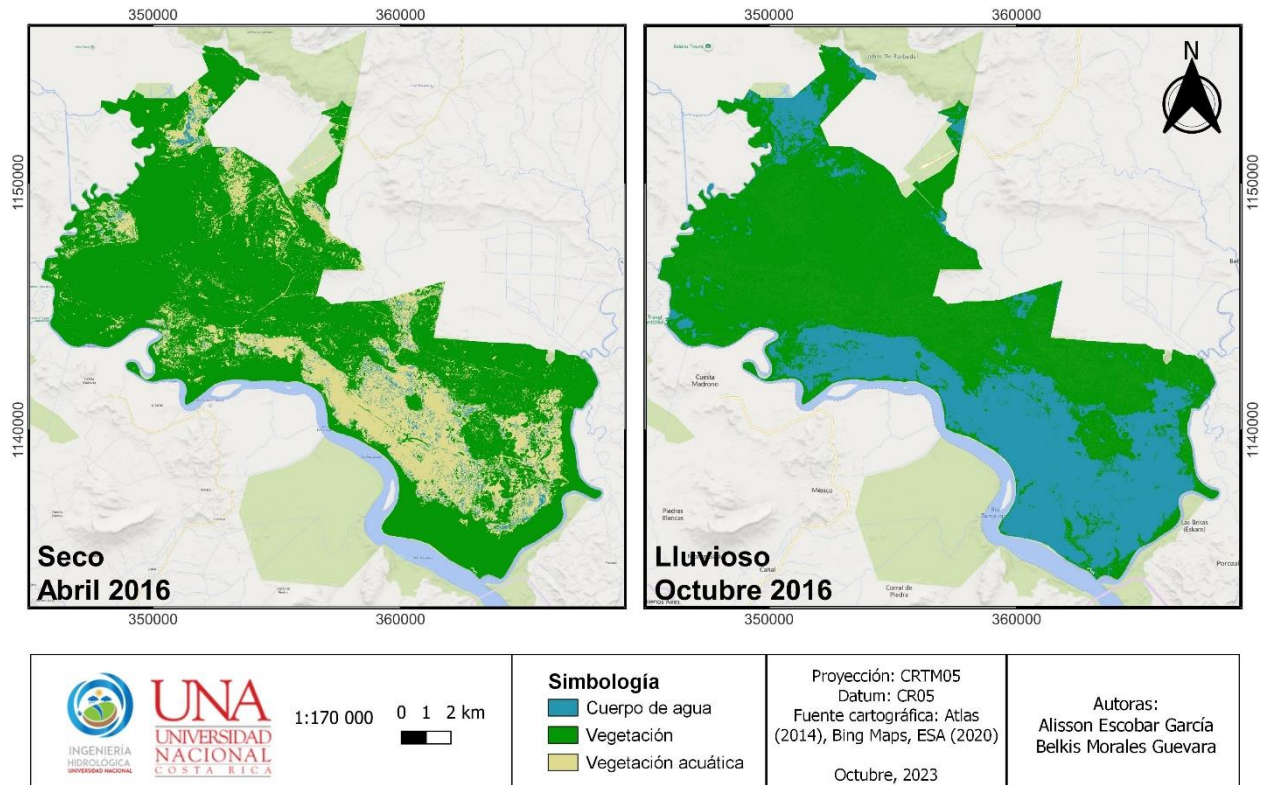 350000
360000
350000
360000
1150000
1140000
1150000
1140000
N
Seco
Abril 2016
Cuesta
Madroño
México
Piedras
Blancas
Corral de
Piedra
Las Brisas
(Eskam)
Porozal
Lluvioso
Octubre 2016
350000
360000
350000
360000
INGENIERÍA
HIDROLÓGICA
UNIVERSIDAD NACIONAL
UNA
UNIVERSIDAD
NACIONAL
COSTA RICA
1:170 000
0 1 2 km
Simbología
Cuerpo de agua
Vegetación
Vegetación acuática
Proyección: CRTM05
Datum: CR05
Fuente cartográfica: Atlas
(2014), Bing Maps, ESA (2020)
Octubre, 2023
Autoras:
Alisson Escobar García
Belkis Morales Guevara